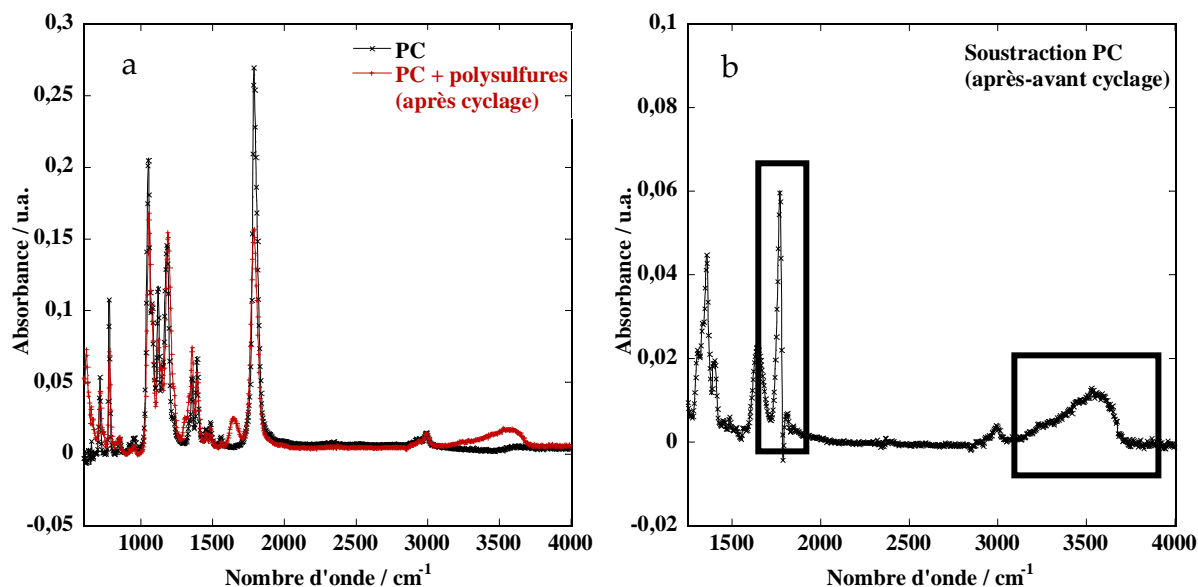 a
PC
PC + polysulfures
(après cyclage)
Absorbance / u.a.
0,3
0,25
0,2
0,15
0,1
0,05
0
-0,05
1000 1500 2000 2500 3000 3500 4000
Nombre d'onde / cm-1
b
Soustraction PC
(après-avant cyclage)
Absorbance / u.a.
0,1
0,08
0,06
0,04
0,02
0
-0,02
1500 2000 2500 3000 3500 4000
Nombre d'onde / cm-1